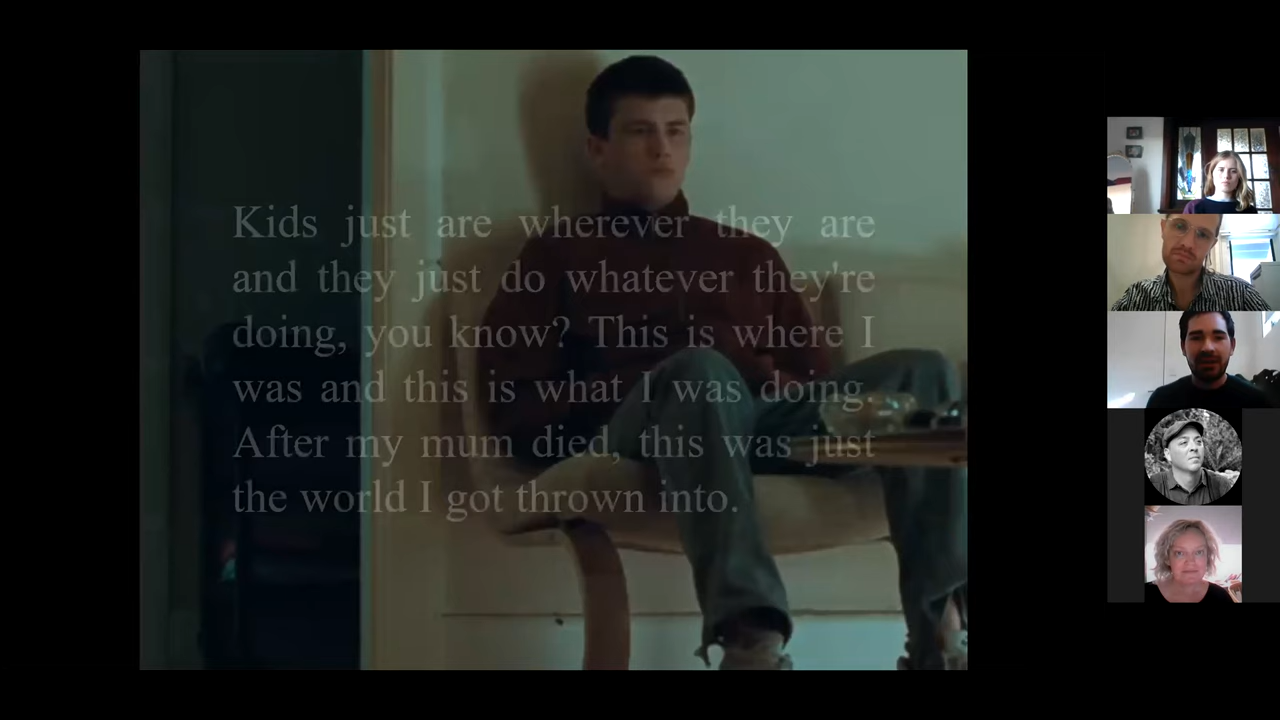 Kids just are wherever they are
and they just do whatever they're
doing, you know? This is where I
was and this is what I was doing.
After my mum died, this was just
the world I got thrown into.